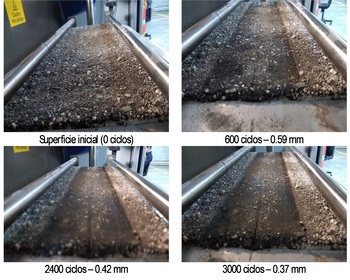 Superficie inicial (0 ciclos)
600 ciclos – 0.59 mm
2400 ciclos – 0.42 mm
3000 ciclos – 0.37 mm